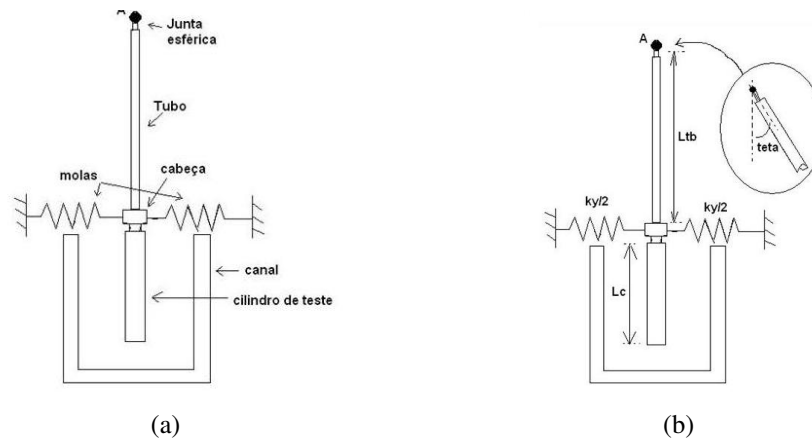 A
Junta
esférica
Tubo
molas
cabeça
canal
cilindro de teste
(a)
A
Ltb
teta
ky/2
ky/2
Lc
(b)